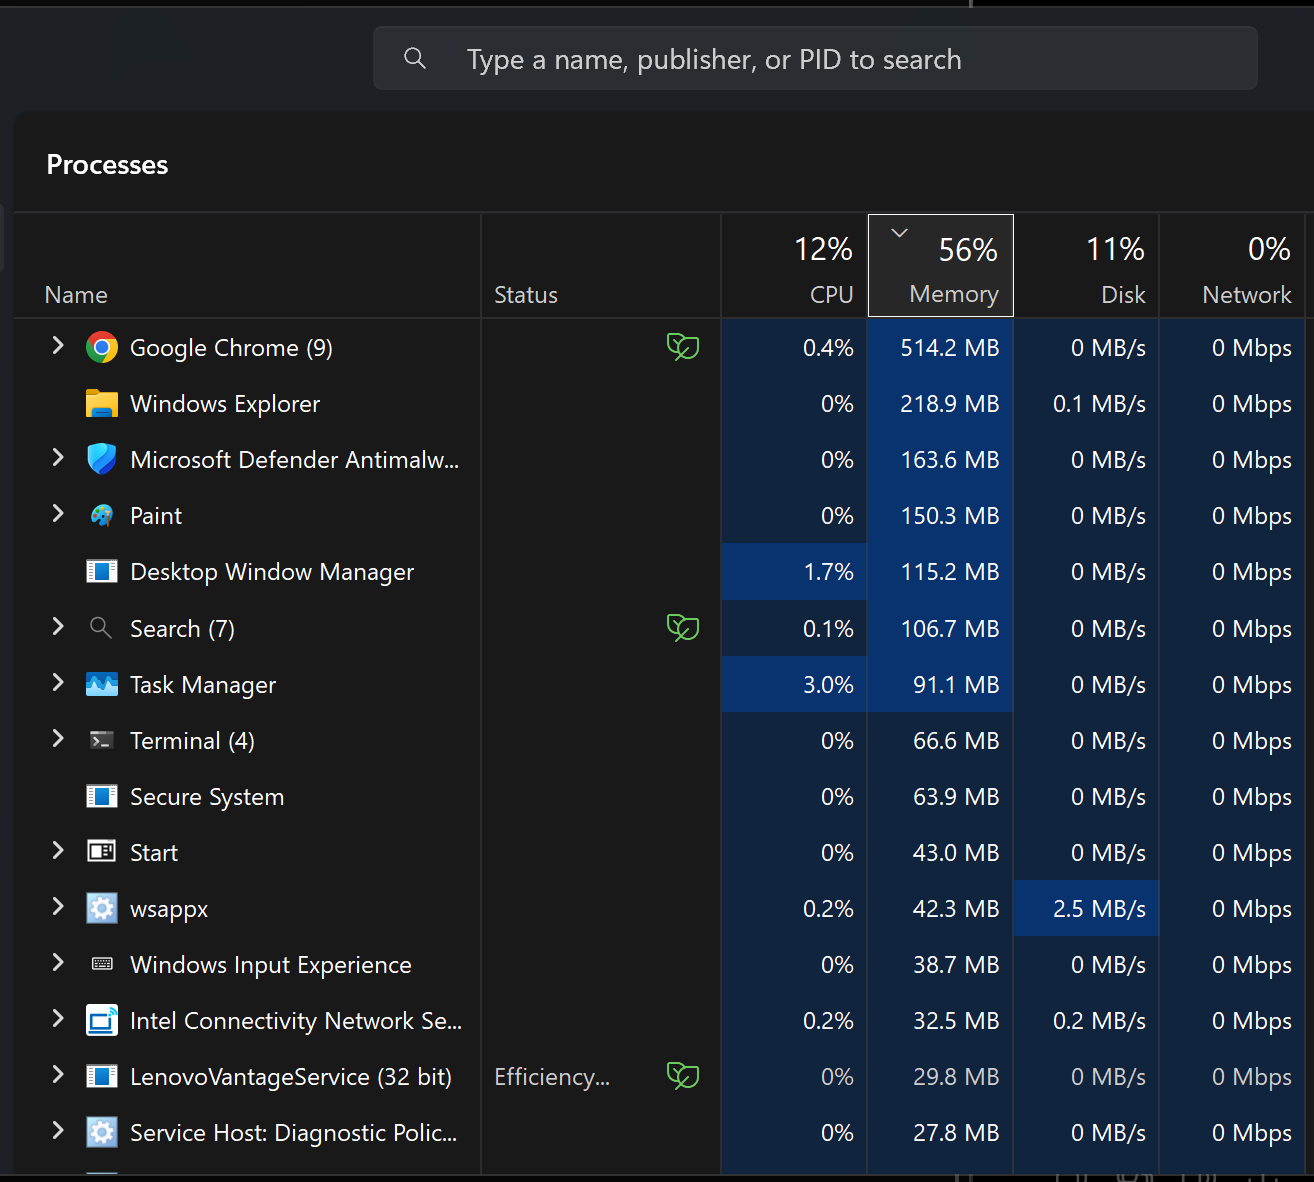 Type a name, publisher, or PID to search
Processes
12% 56% 11% 0%
Name Status CPU Memory Disk Network
Google Chrome (9) 0.4% 514.2 MB 0 MB/s 0 Mbps
Windows Explorer 0% 218.9 MB 0.1 MB/s 0 Mbps
Microsoft Defender Antimalw... 0% 163.6 MB 0 MB/s 0 Mbps
Paint 0% 150.3 MB 0 MB/s 0 Mbps
Desktop Window Manager 1.7% 115.2 MB 0 MB/s 0 Mbps
Search (7) 0.1% 106.7 MB 0 MB/s 0 Mbps
Task Manager 3.0% 91.1 MB 0 MB/s 0 Mbps
Terminal (4) 0% 66.6 MB 0 MB/s 0 Mbps
Secure System 0% 63.9 MB 0 MB/s 0 Mbps
Start 0% 43.0 MB 0 MB/s 0 Mbps
wsappx 0.2% 42.3 MB 2.5 MB/s 0 Mbps
Windows Input Experience 0% 38.7 MB 0 MB/s 0 Mbps
Intel Connectivity Network Se... 0.2% 32.5 MB 0.2 MB/s 0 Mbps
LenovoVantageService (32 bit) Efficiency... 0% 29.8 MB 0 MB/s 0 Mbps
Service Host: Diagnostic Polic... 0% 27.8 MB 0 MB/s 0 Mbps